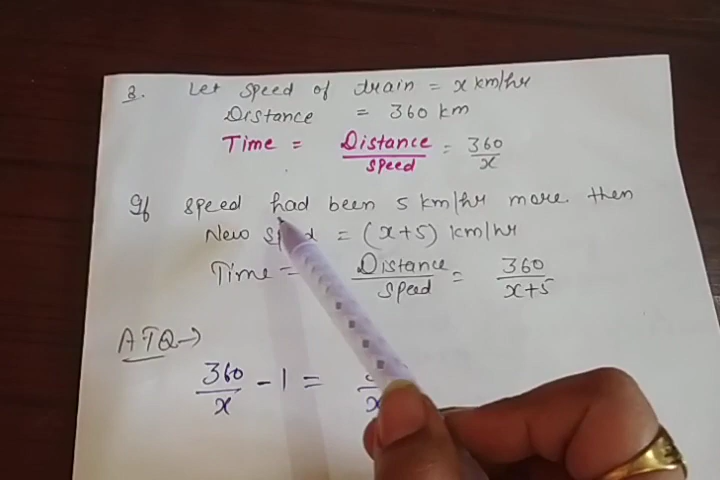 3. Let speed of train = x km/hr
Distance = 360 km
Time = Distance/speed = 360/x
If speed had been 5 km/hr more then
New = (x+5) km/hr
Time = Distance/speed = 360/x+5
ATQ→
360/x - 1 =